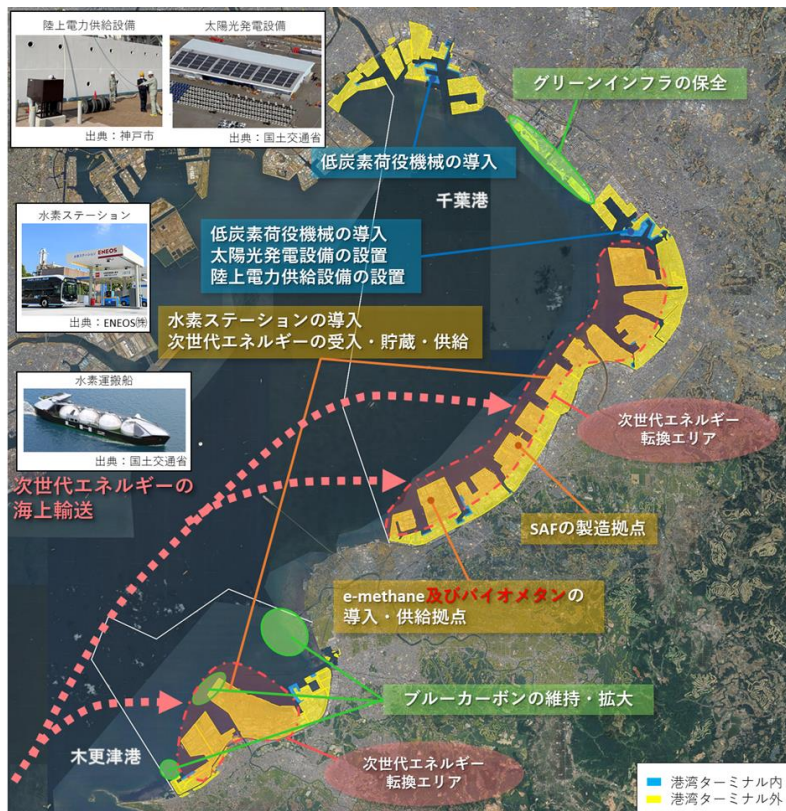 陸上電力供給設備
太陽光発電設備
出典：神戸市
出典：国土交通省
グリーンインフラの保全
低炭素荷役機械の導入
千葉港
水素ステーション
ENEOS
出典：ENEOS㈱
低炭素荷役機械の導入
太陽光発電設備の設置
陸上電力供給設備の設置
水素ステーションの導入
次世代エネルギーの受入・貯蔵・供給
水素運搬船
出典：国土交通省
次世代エネルギーの
海上輸送
次世代エネルギー
転換エリア
SAFの製造拠点
e-methane及びバイオメタンの
導入・供給拠点
ブルーカーボンの維持・拡大
木更津港
次世代エネルギー
転換エリア
港湾ターミナル内
港湾ターミナル外